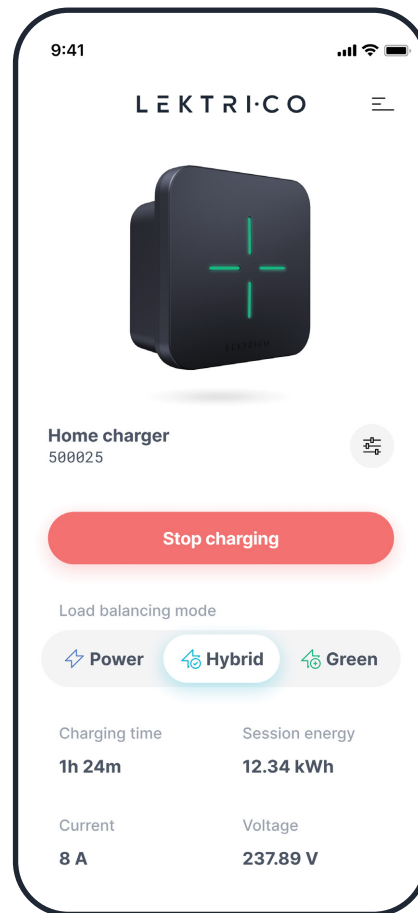 9:41
LEKTRI·CO
LEKTRICO
Home charger
500025
Stop charging
Load balancing mode
Power Hybrid Green
Charging time Session energy
1h 24m 12.34 kWh
Current Voltage
8 A 237.89 V